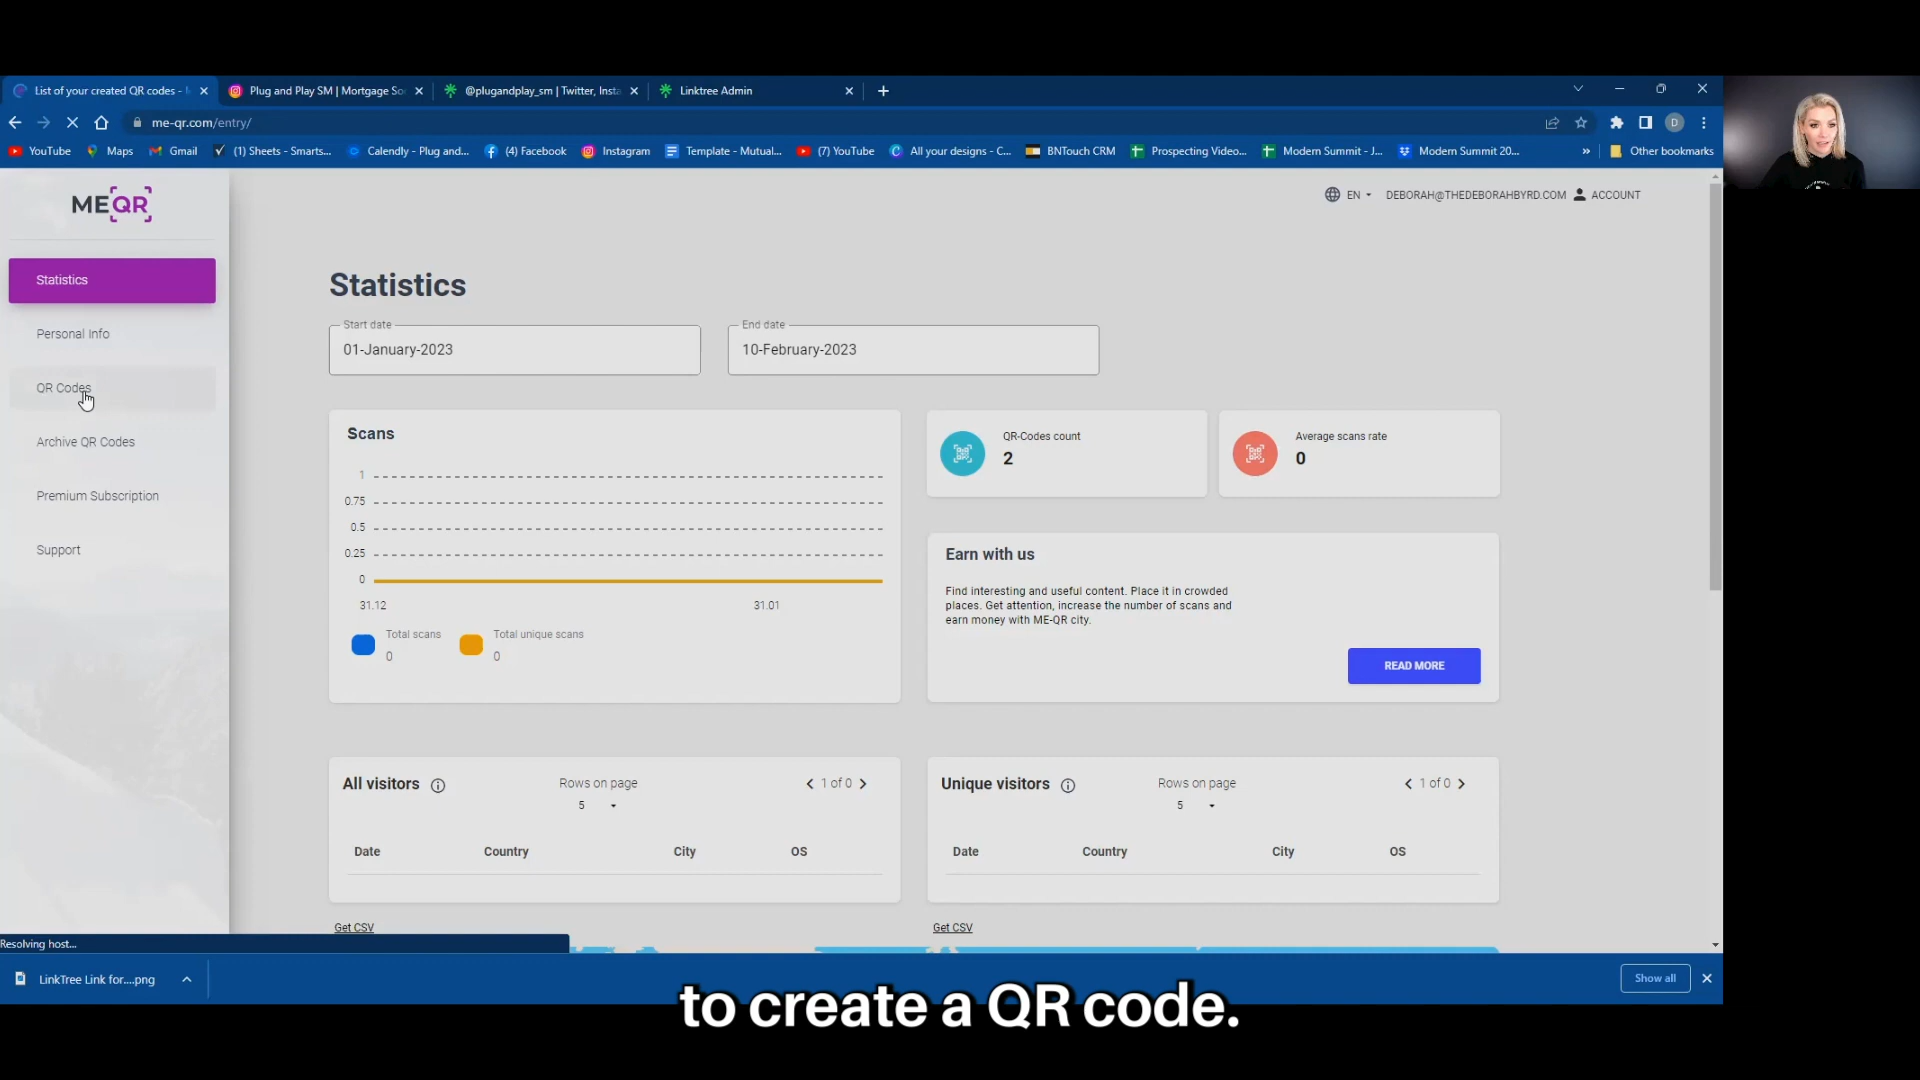 List of your created QR codes -
Plug and Play SM | Mortgage So
@plugandplay_sm | Twitter, Insta
Linktree Admin
me-qr.com/entry/
D
YouTube
Maps
Gmail
(1) Sheets - Smarts...
Calendly - Plug and...
(4) Facebook
Instagram
Template - Mutual...
(7) YouTube
All your designs - C...
BNTouch CRM
Prospecting Video...
Modern Summit - J...
Modern Summit 20...
»
Other bookmarks
MEQR
EN
DEBORAH@THEDEBORAHBYRD.COM
ACCOUNT
Statistics
Personal Info
QR Codes
Archive QR Codes
Premium Subscription
Support
Statistics
Start date
01-January-2023
End date
10-February-2023
Scans
1
0.75
0.5
0.25
0
31.12
31.01
Total scans
0
Total unique scans
0
QR-Codes count
2
Average scans rate
0
Earn with us
Find interesting and useful content. Place it in crowded
places. Get attention, increase the number of scans and
earn money with ME-QR city.
READ MORE
All visitors
Rows on page
5
1 of 0
Date Country City OS
Get CSV
Unique visitors
Rows on page
5
1 of 0
Date Country City OS
Get CSV
Resolving host...
LinkTree Link for....png
Show all
to create a QR code.